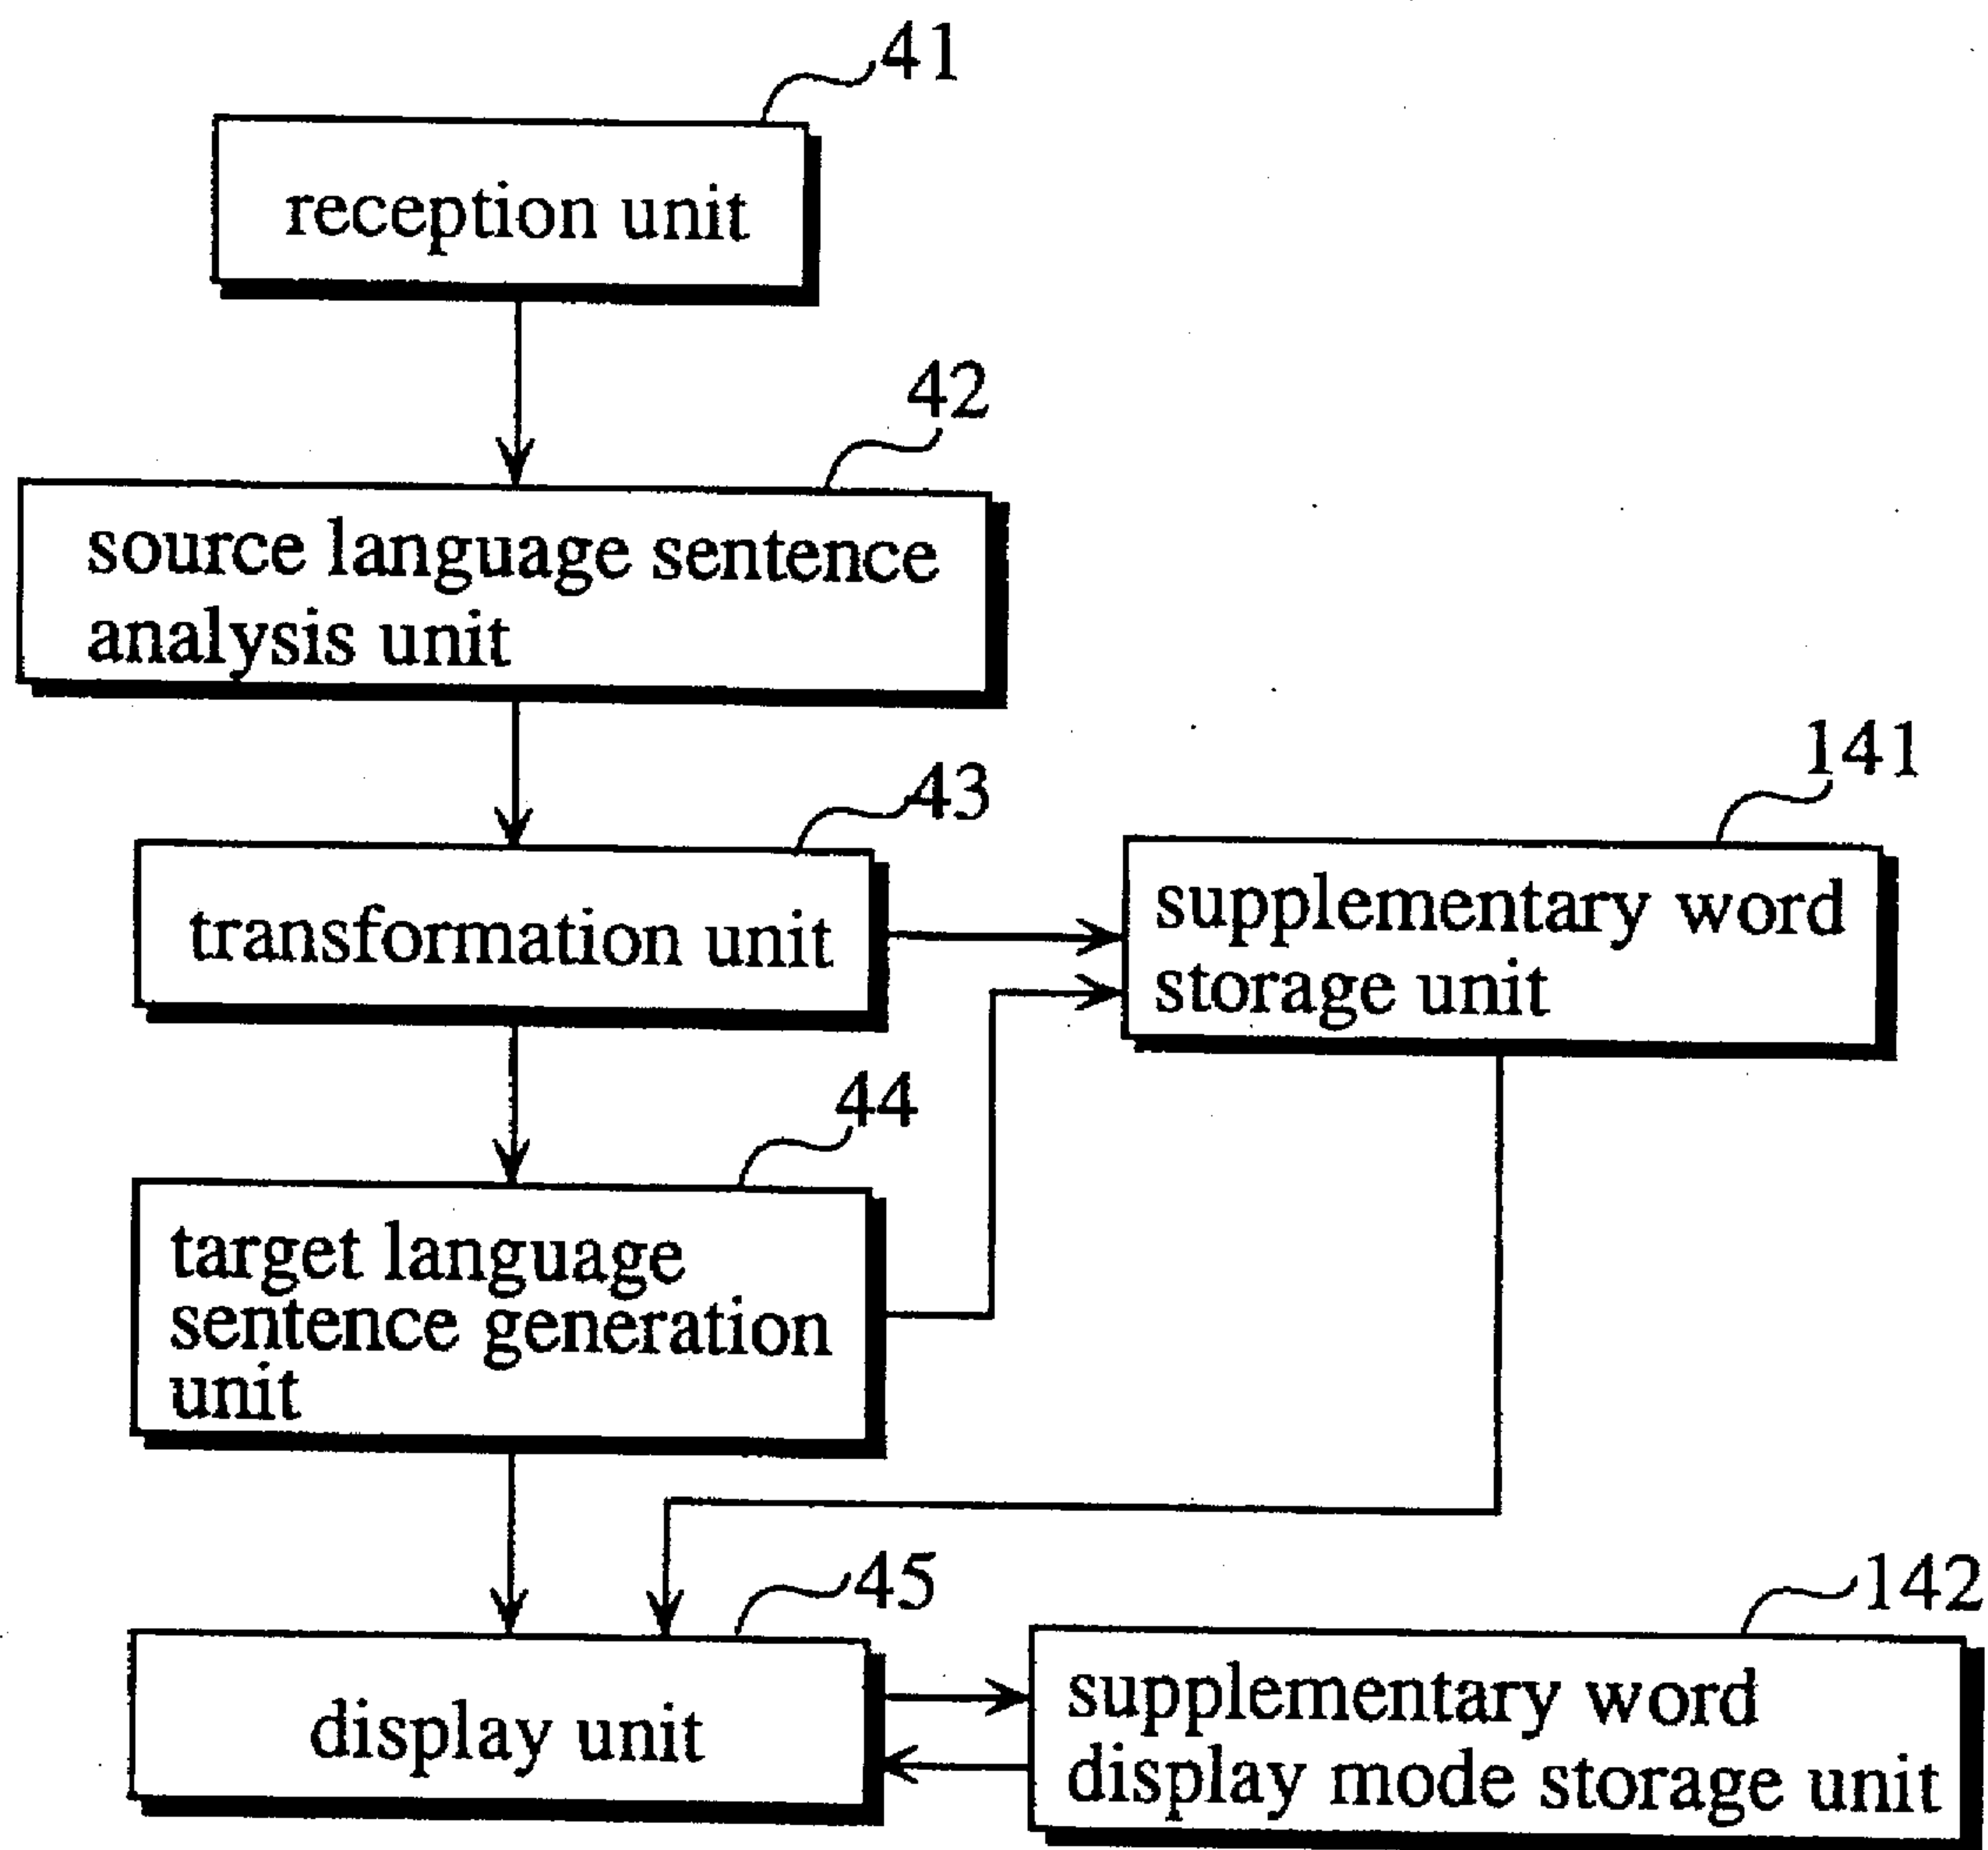 41
reception unit
42
source language sentence
analysis unit
43
transformation unit
141
supplementary word
storage unit
44
target language
sentence generation
unit
45
display unit
142
supplementary word
display mode storage unit